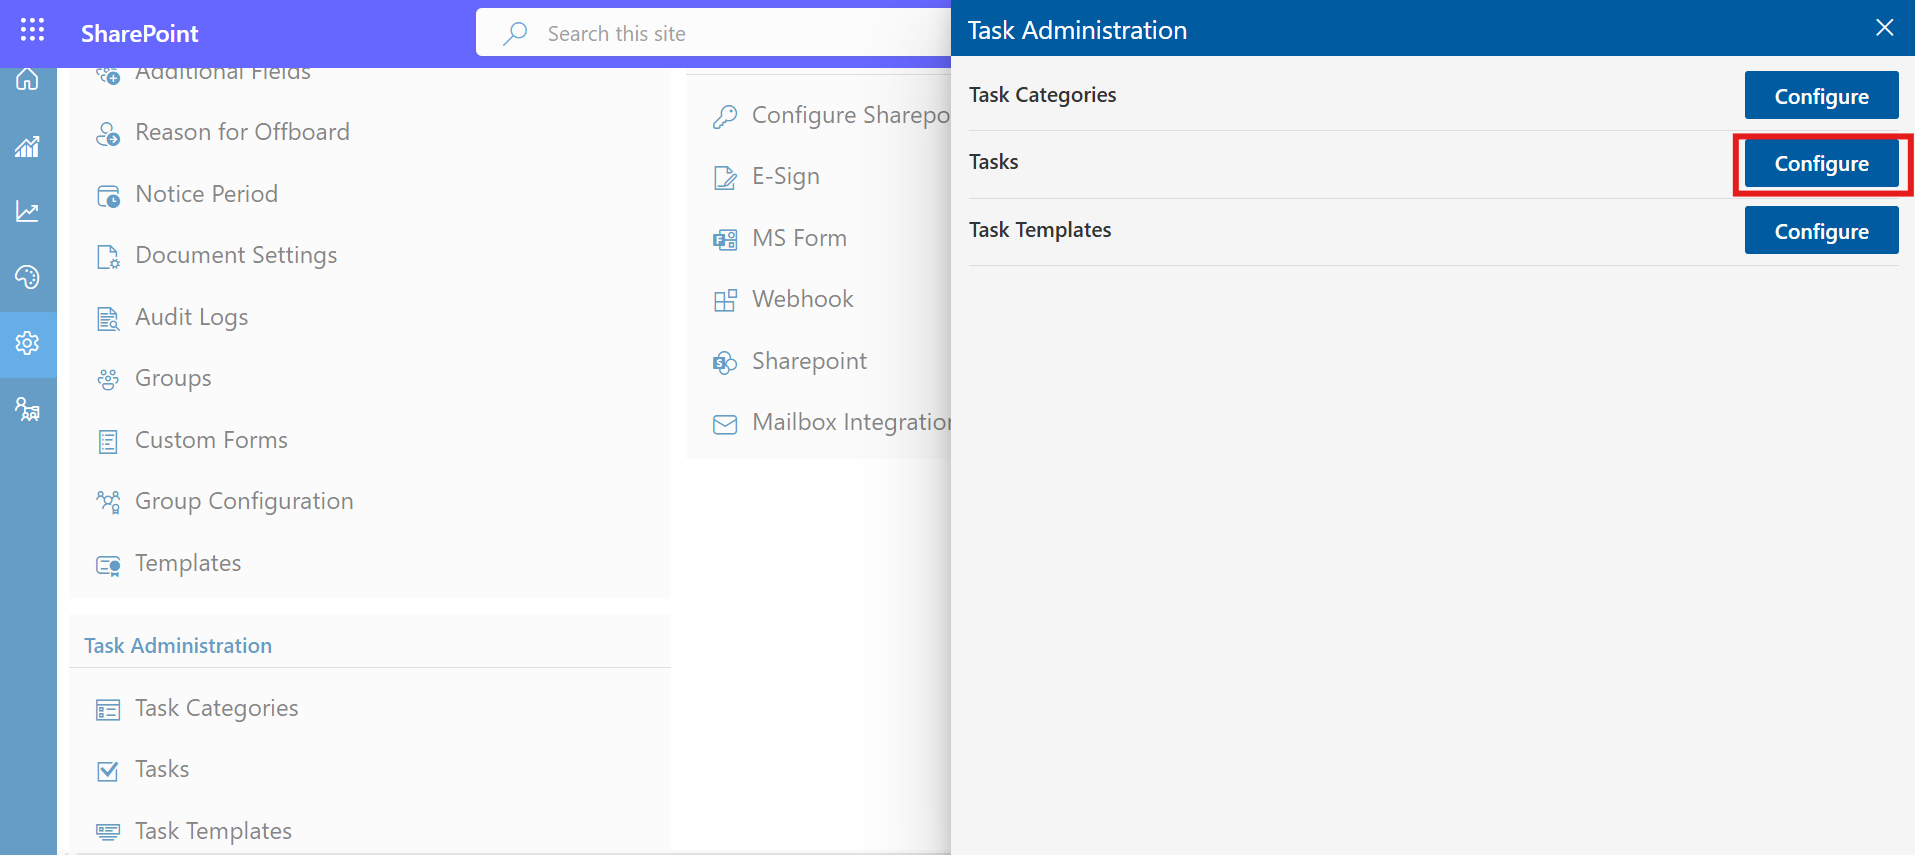 SharePoint
Search this site
Additional Fields
Reason for Offboard
Notice Period
Document Settings
Audit Logs
Groups
Custom Forms
Group Configuration
Templates
Task Administration
Task Categories
Tasks
Task Templates
Configure Sharepo
E-Sign
MS Form
Webhook
Sharepoint
Mailbox Integration
Task Administration
Task Categories Configure
Tasks Configure
Task Templates Configure